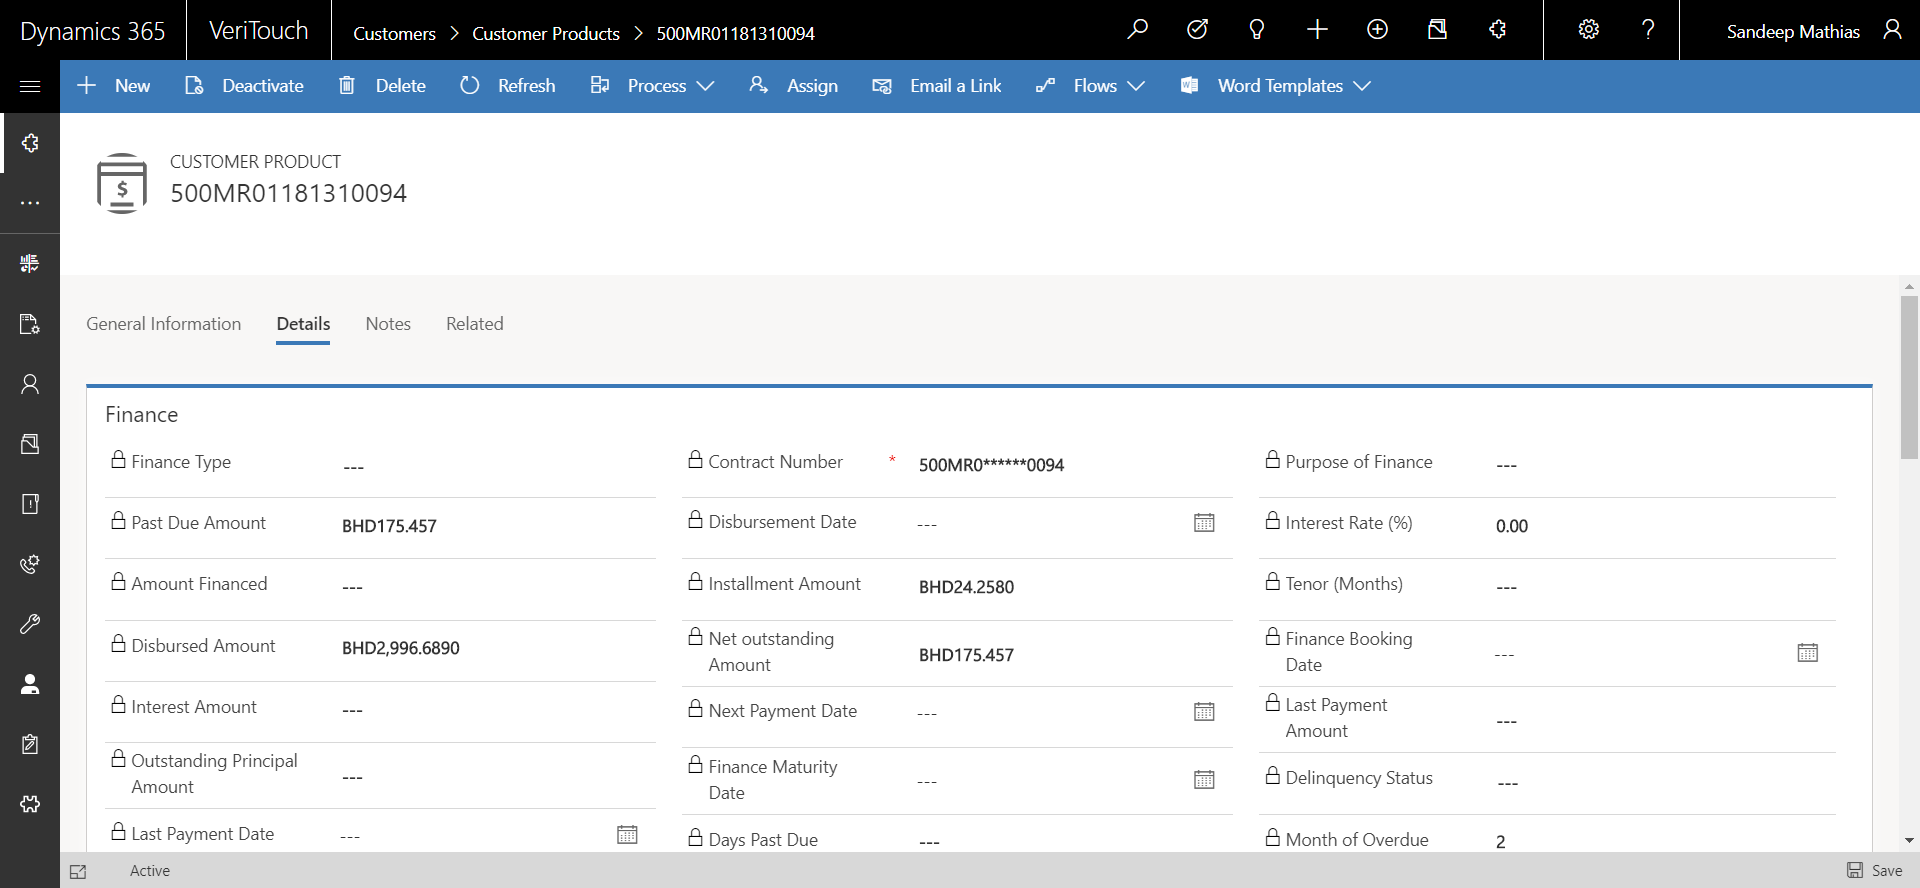 Dynamics 365
VeriTouch
Customers > Customer Products > 500MR01181310094
?
Sandeep Mathias
New
Deactivate
Delete
Refresh
Process
Assign
Email a Link
Flows
Word Templates
CUSTOMER PRODUCT
500MR01181310094
General Information
Details
Notes
Related
Finance
Finance Type ---
Contract Number * 500MR0******0094
Purpose of Finance ---
Past Due Amount BHD175.457
Disbursement Date ---
Interest Rate (%) 0.00
Amount Financed ---
Installment Amount BHD24.2580
Tenor (Months) ---
Disbursed Amount BHD2,996.6890
Net outstanding
Amount BHD175.457
Finance Booking
Date ---
Interest Amount ---
Next Payment Date ---
Last Payment
Amount ---
Outstanding Principal
Amount ---
Finance Maturity
Date ---
Delinquency Status ---
Last Payment Date ---
Days Past Due ---
Month of Overdue 2
Active
Save